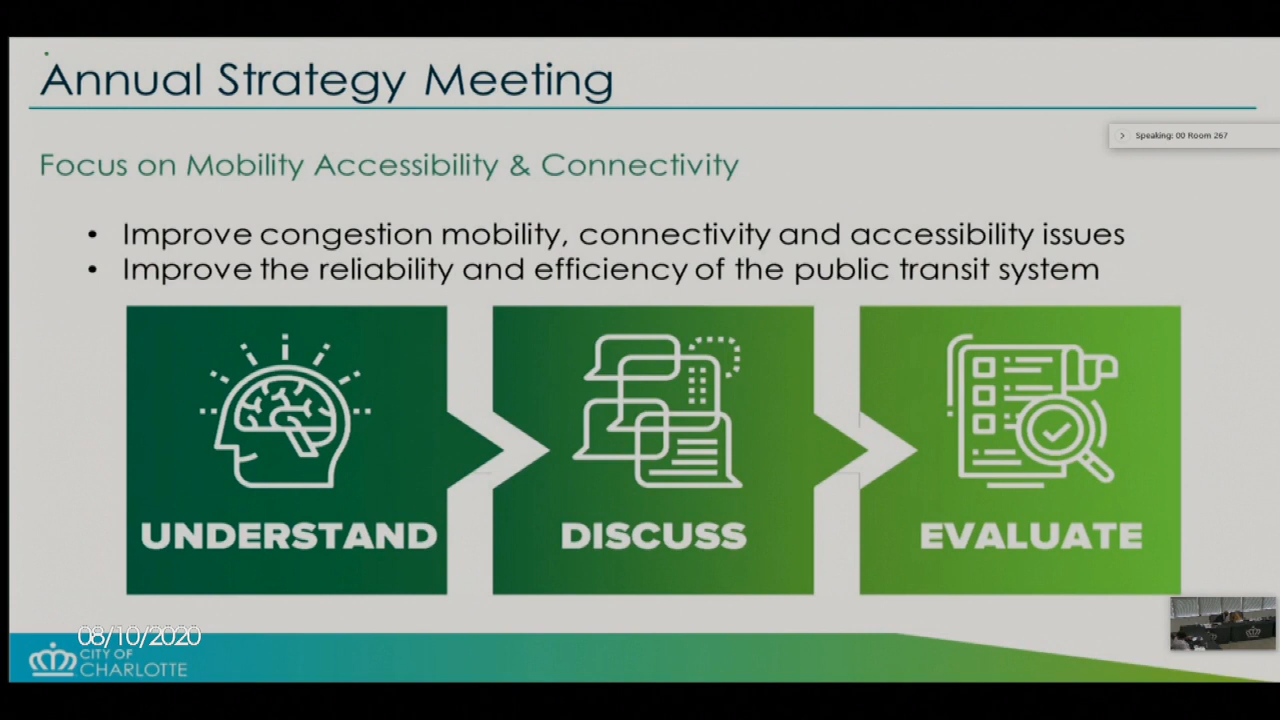 Annual Strategy Meeting
Speaking: 00 Room 267
Focus on Mobility Accessibility & Connectivity
• Improve congestion mobility, connectivity and accessibility issues
• Improve the reliability and efficiency of the public transit system
UNDERSTAND
DISCUSS
EVALUATE
08/10/2020
CITY OF
CHARLOTTE